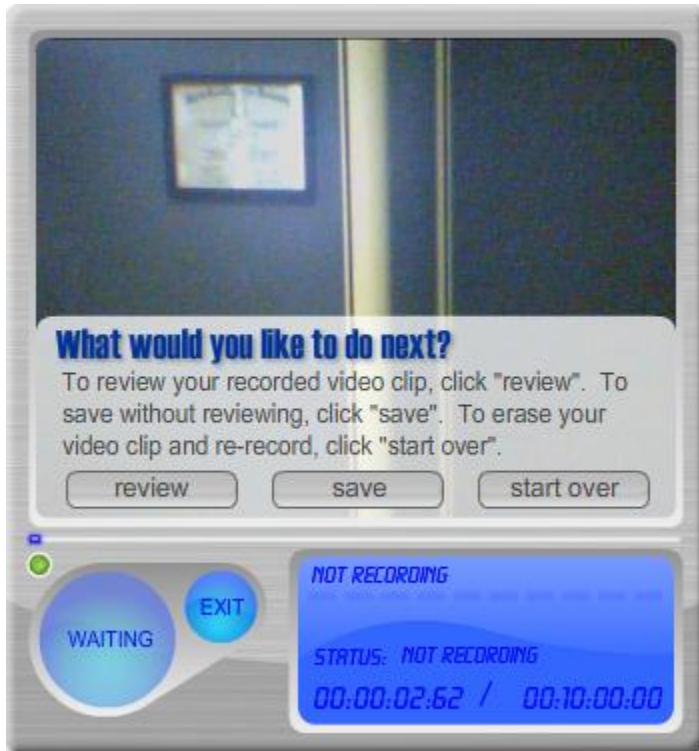 What would you like to do next?
To review your recorded video clip, click "review". To
save without reviewing, click "save". To erase your
video clip and re-record, click "start over".
review save start over
NOT RECORDING
EXIT
WAITING
STATUS: NOT RECORDING
00:00:02:62 / 00:10:00:00